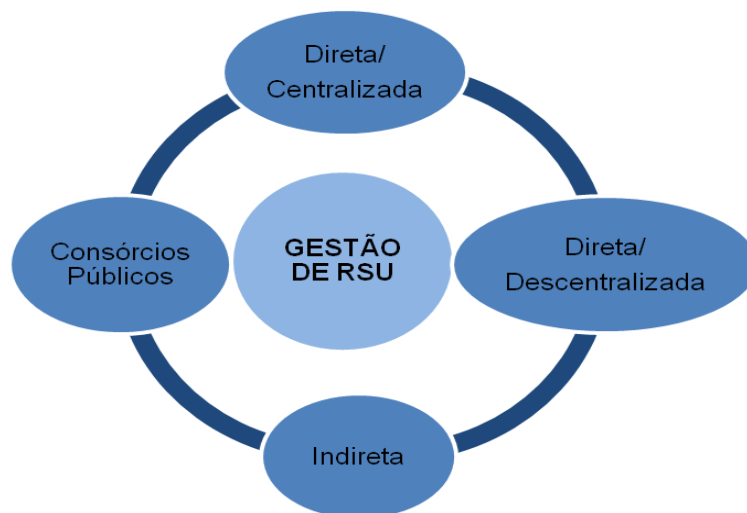 Direta/
Centralizada
Consórcios
Públicos
GESTÃO
DE RSU
Direta/
Descentralizada
Indireta